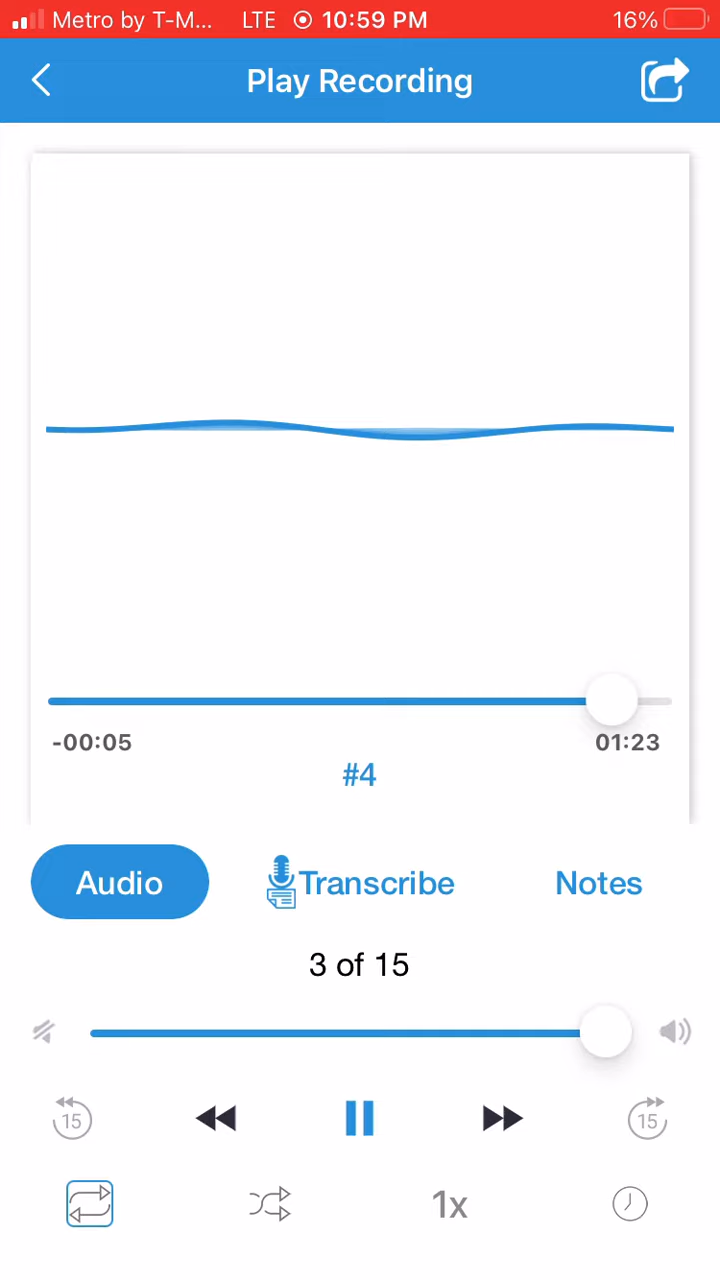 Metro by T-M... LTE 10:59 PM 16%
Play Recording
-00:05 01:23
#4
Audio Transcribe Notes
3 of 15
15 15
1x